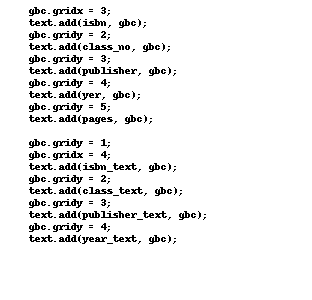 gbc.gridx = 3;
text.add(isbn, gbc);
gbc.gridy = 2;
text.add(class_no, gbc);
gbc.gridy = 3;
text.add(publisher, gbc);
gbc.gridy = 4;
text.add(yer, gbc);
gbc.gridy = 5;
text.add(pages, gbc);
gbc.gridy = 1;
gbc.gridx = 4;
text.add(isbn_text, gbc);
gbc.gridy = 2;
text.add(class_text, gbc);
gbc.gridy = 3;
text.add(publisher_text, gbc);
gbc.gridy = 4;
text.add(year_text, gbc);